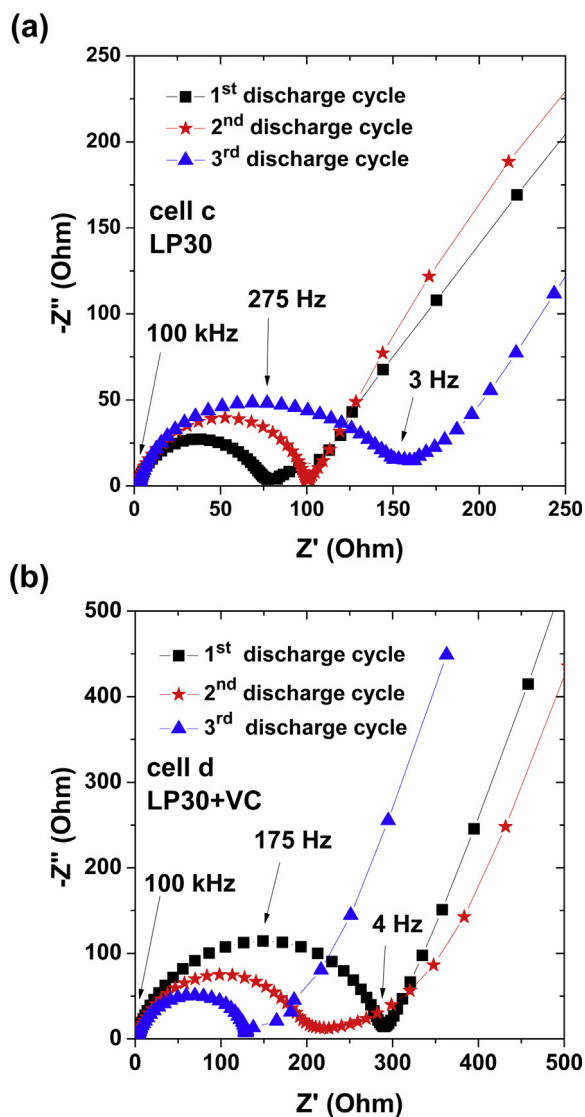 (a)
250
200
150
100
50
0
-Z" (Ohm)
1st discharge cycle
2nd discharge cycle
3rd discharge cycle
cell c
LP30
275 Hz
100 kHz
3 Hz
0 50 100 150 200 250
Z' (Ohm)
(b)
500
400
300
200
100
0
-Z" (Ohm)
1st discharge cycle
2nd discharge cycle
3rd discharge cycle
cell d
LP30+VC
175 Hz
100 kHz
4 Hz
0 100 200 300 400 500
Z' (Ohm)